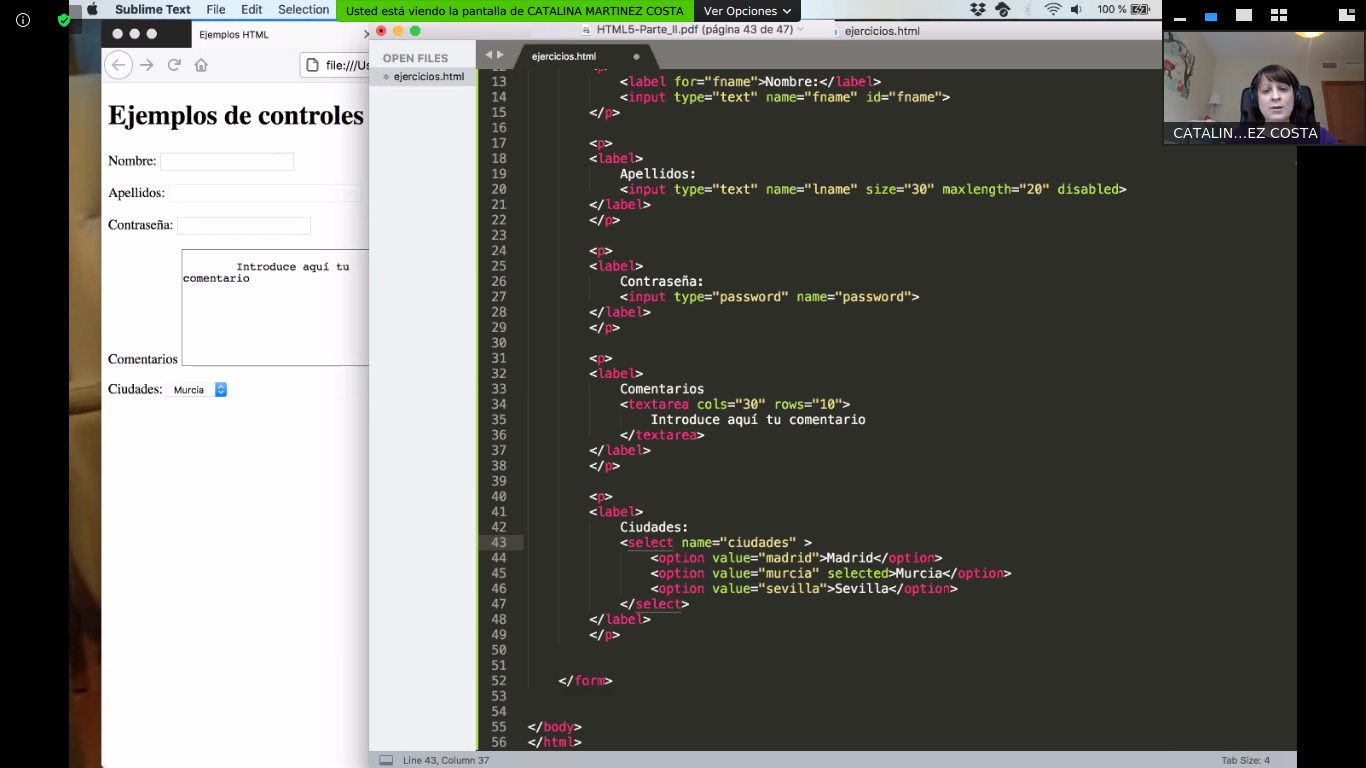 Sublime Text File Edit Selection
Usted está viendo la pantalla de CATALINA MARTINEZ COSTA
Ver Opciones
100 %
Ejemplos HTML
HTML5-Parte_II.pdf (página 43 de 47)
ejercicios.html
file:///Us
OPEN FILES
ejercicios.html
ejercicios.html
CATALIN...EZ COSTA
Ejemplos de controles
Nombre:
Apellidos:
Contraseña:
Introduce aquí tu
comentario
Comentarios
Ciudades: Murcia
12 <p>
13 <label for="fname">Nombre:</label>
14 <input type="text" name="fname" id="fname">
15 </p>
16
17 <p>
18 <label>
19 Apellidos:
20 <input type="text" name="lname" size="30" maxlength="20" disabled>
21 </label>
22 </p>
23
24 <p>
25 <label>
26 Contraseña:
27 <input type="password" name="password">
28 </label>
29 </p>
30
31 <p>
32 <label>
33 Comentarios
34 <textarea cols="30" rows="10">
35 Introduce aquí tu comentario
36 </textarea>
37 </label>
38 </p>
39
40 <p>
41 <label>
42 Ciudades:
43 <select name="ciudades" >
44 <option value="madrid">Madrid</option>
45 <option value="murcia" selected>Murcia</option>
46 <option value="sevilla">Sevilla</option>
47 </select>
48 </label>
49 </p>
50
51
52 </form>
53
54
55 </body>
56 </html>
Line 43, Column 37
Tab Size: 4